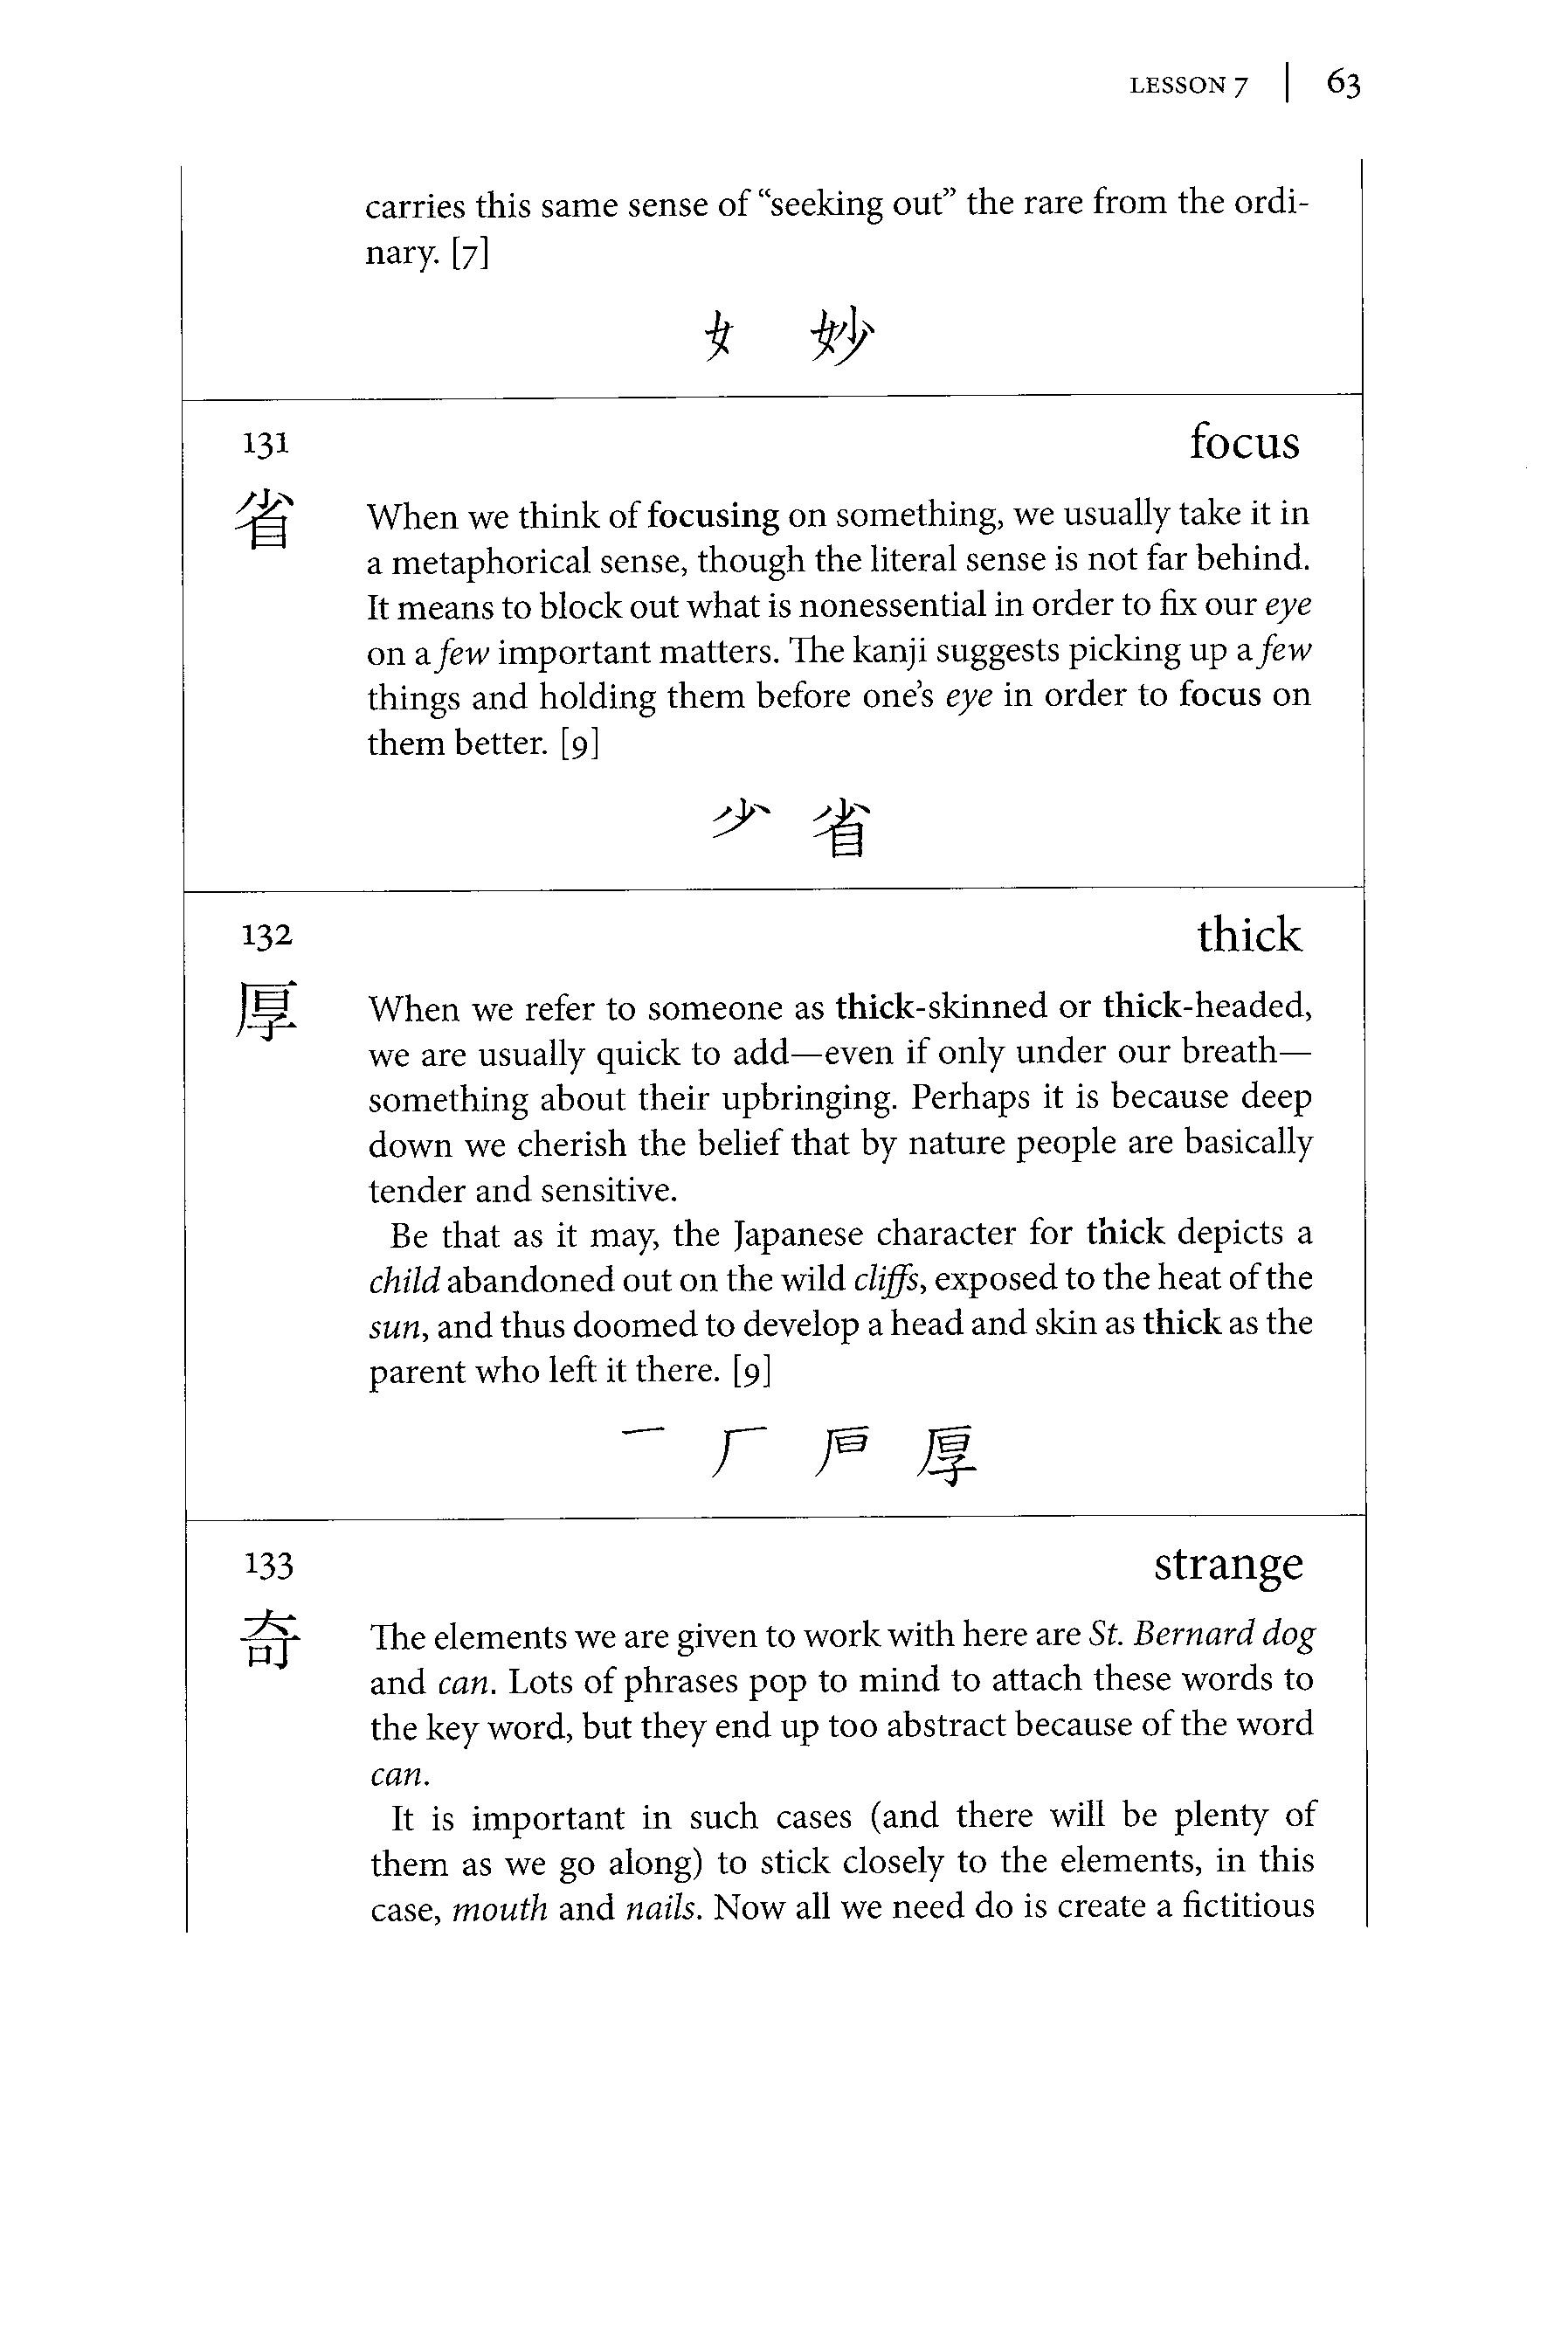 LESSON 7 | 63
carries this same sense of “seeking out” the rare from the ordi-
nary. [7]
女 妙
131 focus
省
When we think of focusing on something, we usually take it in
a metaphorical sense, though the literal sense is not far behind.
It means to block out what is nonessential in order to fix our eye
on a few important matters. The kanji suggests picking up a few
things and holding them before one’s eye in order to focus on
them better. [9]
少 省
132 thick
厚
When we refer to someone as thick-skinned or thick-headed,
we are usually quick to add—even if only under our breath—
something about their upbringing. Perhaps it is because deep
down we cherish the belief that by nature people are basically
tender and sensitive.
Be that as it may, the Japanese character for thick depicts a
child abandoned out on the wild cliffs, exposed to the heat of the
sun, and thus doomed to develop a head and skin as thick as the
parent who left it there. [9]
一 厂 戸 厚
133 strange
奇
The elements we are given to work with here are St. Bernard dog
and can. Lots of phrases pop to mind to attach these words to
the key word, but they end up too abstract because of the word
can.
It is important in such cases (and there will be plenty of
them as we go along) to stick closely to the elements, in this
case, mouth and nails. Now all we need do is create a fictitious